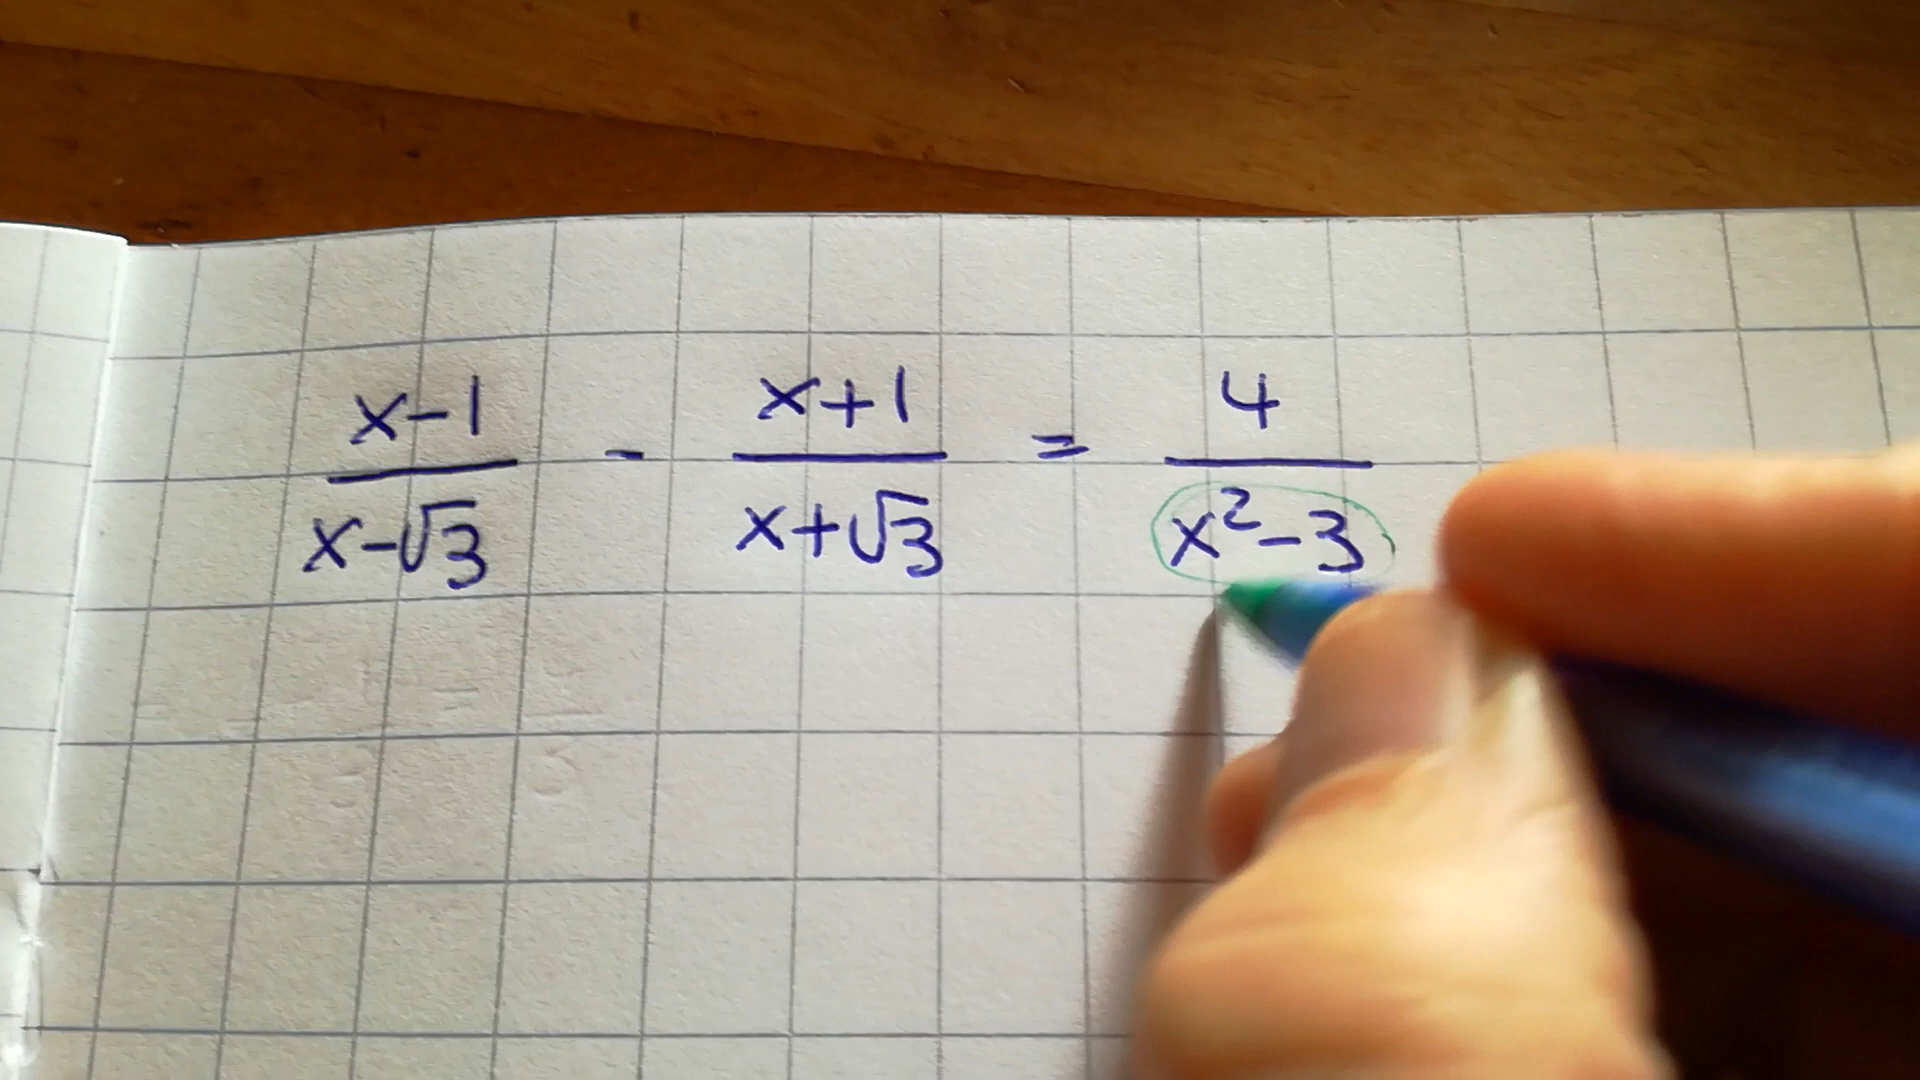 x-1/x-√3 - x+1/x+√3 = 4/x²-3